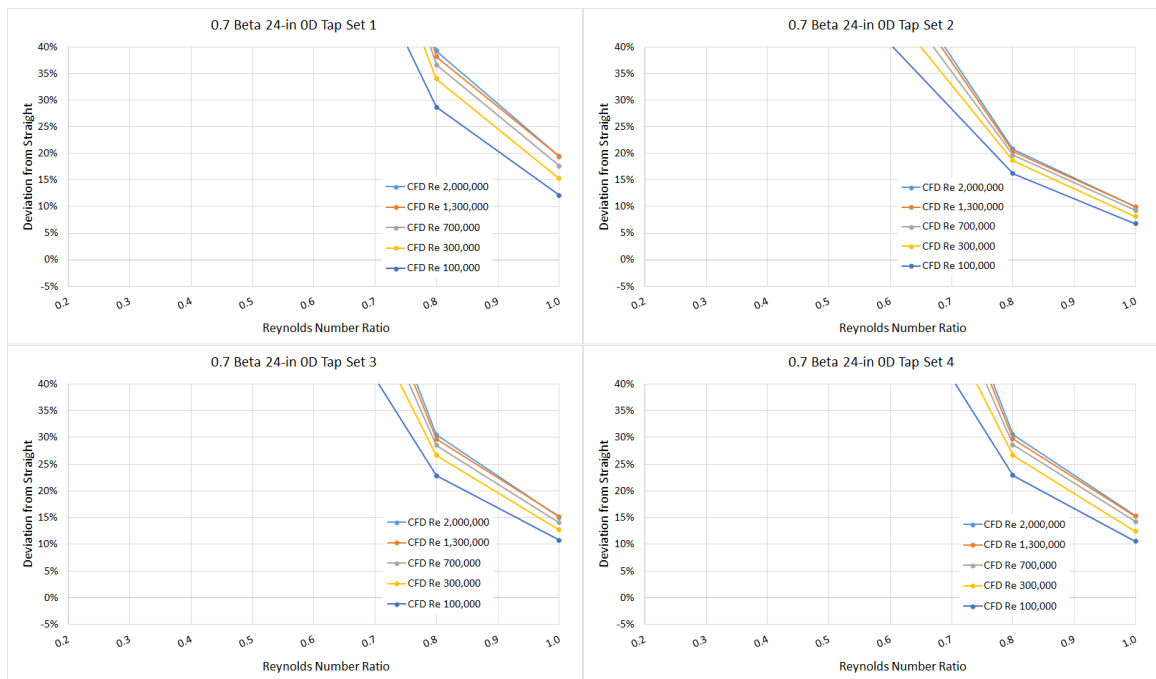 0.7 Beta 24-in 0D Tap Set 1
Deviation from Straight
40%
35%
30%
25%
20%
15%
10%
5%
0%
-5%
CFD Re 2,000,000
CFD Re 1,300,000
CFD Re 700,000
CFD Re 300,000
CFD Re 100,000
0.2 0.3 0.4 0.5 0.6 0.7 0.8 0.9 1.0
Reynolds Number Ratio
0.7 Beta 24-in 0D Tap Set 2
Deviation from Straight
40%
35%
30%
25%
20%
15%
10%
5%
0%
-5%
CFD Re 2,000,000
CFD Re 1,300,000
CFD Re 700,000
CFD Re 300,000
CFD Re 100,000
0.2 0.3 0.4 0.5 0.6 0.7 0.8 0.9 1.0
Reynolds Number Ratio
0.7 Beta 24-in 0D Tap Set 3
Deviation from Straight
40%
35%
30%
25%
20%
15%
10%
5%
0%
-5%
CFD Re 2,000,000
CFD Re 1,300,000
CFD Re 700,000
CFD Re 300,000
CFD Re 100,000
0.2 0.3 0.4 0.5 0.6 0.7 0.8 0.9 1.0
Reynolds Number Ratio
0.7 Beta 24-in 0D Tap Set 4
Deviation from Straight
40%
35%
30%
25%
20%
15%
10%
5%
0%
-5%
CFD Re 2,000,000
CFD Re 1,300,000
CFD Re 700,000
CFD Re 300,000
CFD Re 100,000
0.2 0.3 0.4 0.5 0.6 0.7 0.8 0.9 1.0
Reynolds Number Ratio